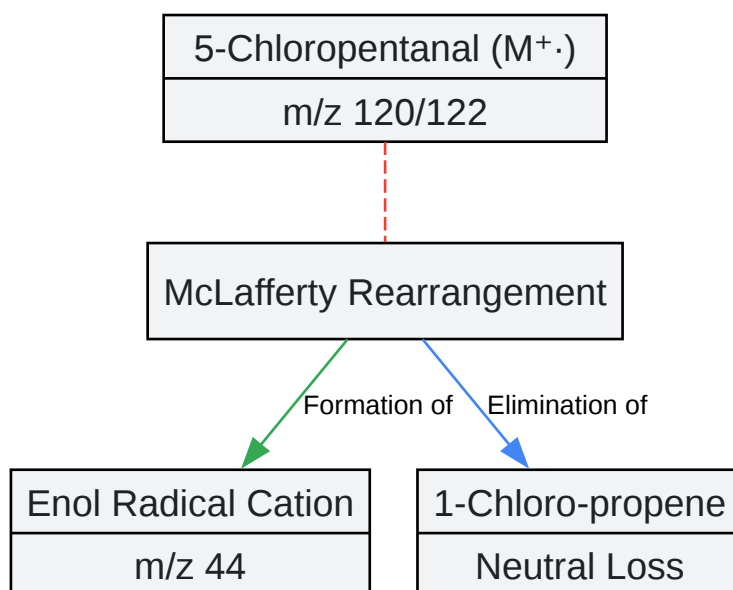 5-Chloropentanal (M⁺·)
m/z 120/122
McLafferty Rearrangement
Formation of
Elimination of
Enol Radical Cation
m/z 44
1-Chloro-propene
Neutral Loss